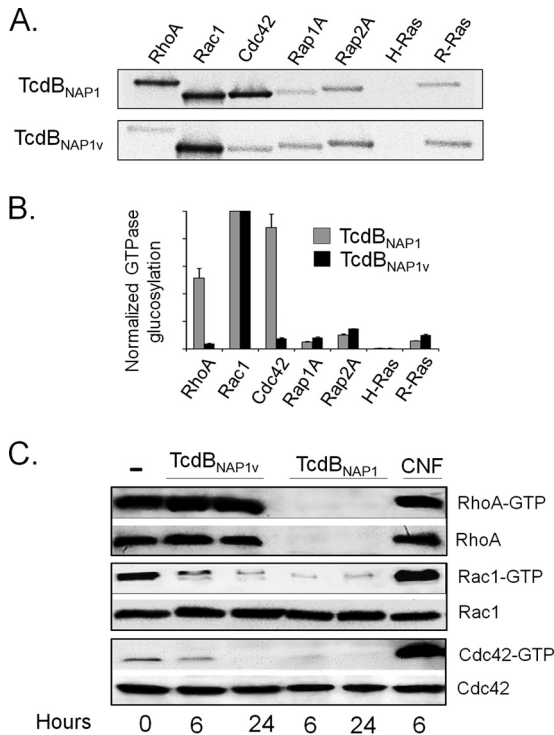 A.
RhoA Rac1 Cdc42 Rap1A Rap2A H-Ras R-Ras
TcdBNAP1
TcdBNAP1v
B.
Normalized GTPase
glucosylation
TcdBNAP1
TcdBNAP1v
RhoA Rac1 Cdc42 Rap1A Rap2A H-Ras R-Ras
C.
- TcdBNAP1v TcdBNAP1 CNF
RhoA-GTP
RhoA
Rac1-GTP
Rac1
Cdc42-GTP
Cdc42
Hours 0 6 24 6 24 6